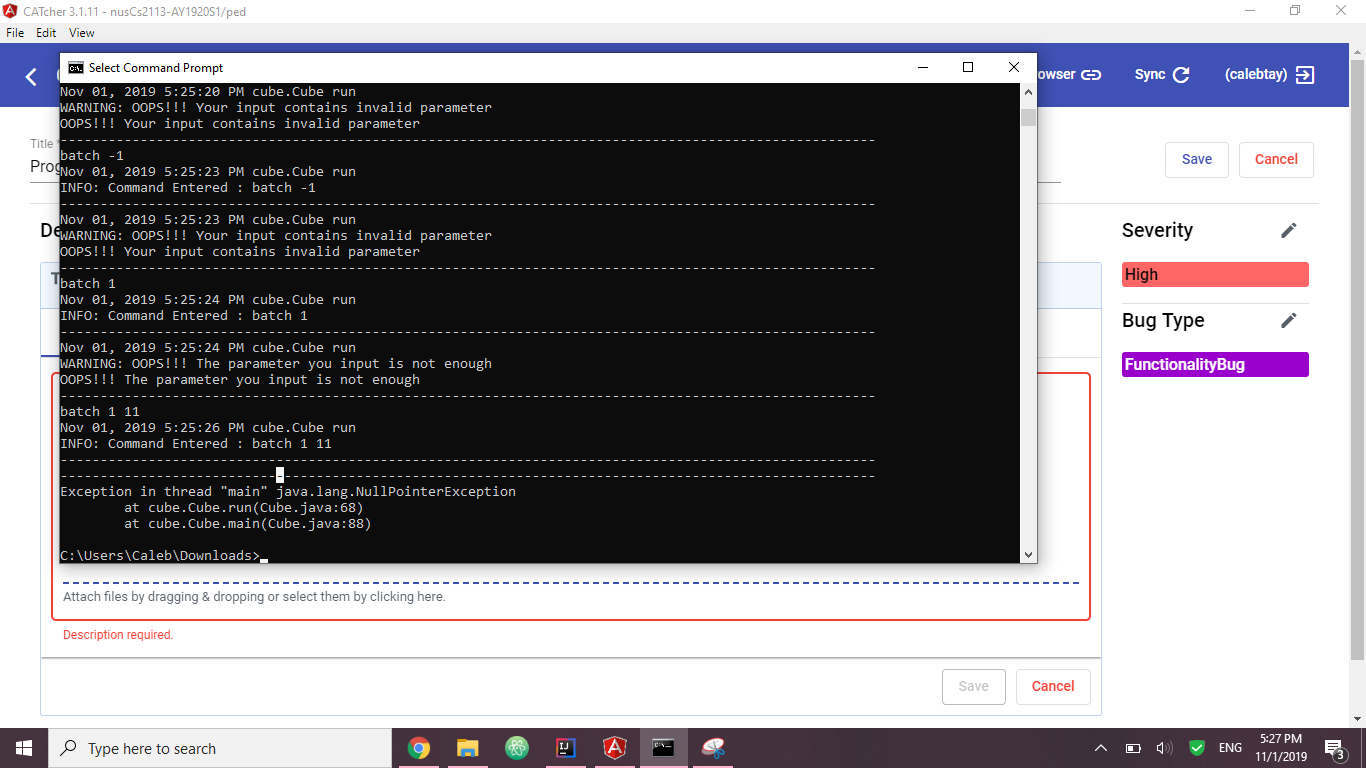 CATcher 3.1.11 - nusCs2113-AY1920S1/ped
File Edit View
Select Command Prompt
Sync
(calebtay)
Nov 01, 2019 5:25:20 PM cube.Cube run
WARNING: OOPS!!! Your input contains invalid parameter
OOPS!!! Your input contains invalid parameter
------------------------------------------------------------------------------------------------------
batch -1
Nov 01, 2019 5:25:23 PM cube.Cube run
INFO: Command Entered : batch -1
------------------------------------------------------------------------------------------------------
Nov 01, 2019 5:25:23 PM cube.Cube run
WARNING: OOPS!!! Your input contains invalid parameter
OOPS!!! Your input contains invalid parameter
------------------------------------------------------------------------------------------------------
batch 1
Nov 01, 2019 5:25:24 PM cube.Cube run
INFO: Command Entered : batch 1
------------------------------------------------------------------------------------------------------
Nov 01, 2019 5:25:24 PM cube.Cube run
WARNING: OOPS!!! The parameter you input is not enough
OOPS!!! The parameter you input is not enough
------------------------------------------------------------------------------------------------------
batch 1 11
Nov 01, 2019 5:25:26 PM cube.Cube run
INFO: Command Entered : batch 1 11
------------------------------------------------------------------------------------------------------
------------------------------------------------------------------------------------------------------
Exception in thread "main" java.lang.NullPointerException
at cube.Cube.run(Cube.java:68)
at cube.Cube.main(Cube.java:88)
C:\Users\Caleb\Downloads>
Title
Save
Cancel
Severity
High
Bug Type
FunctionalityBug
Attach files by dragging & dropping or select them by clicking here.
Description required.
Save
Cancel
Type here to search
ENG
5:27 PM
11/1/2019
3